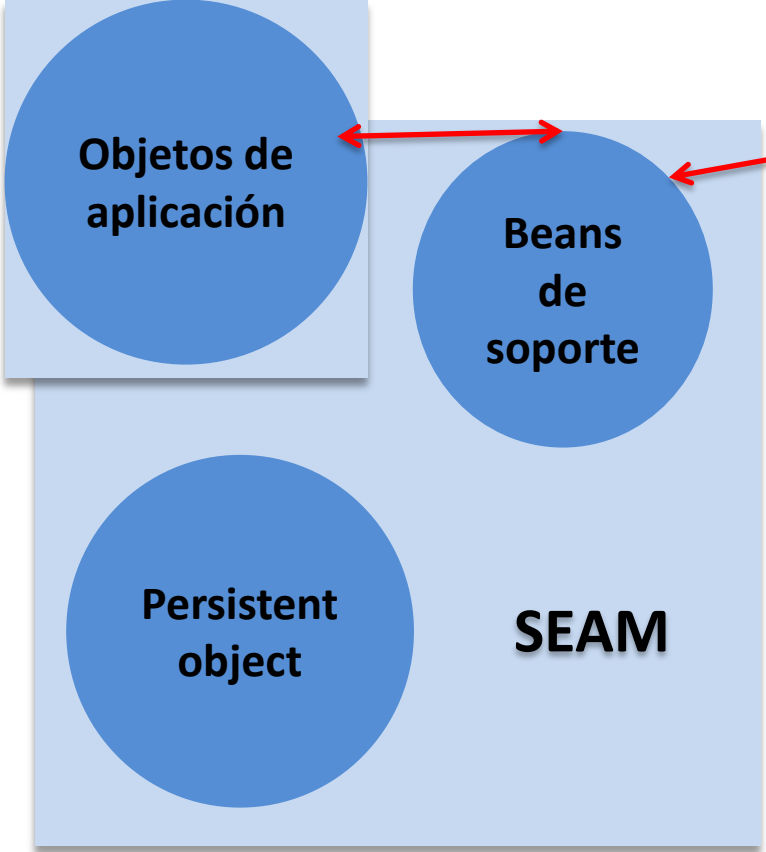 Objetos de
aplicación
Beans
de
soporte
Persistent
object
SEAM